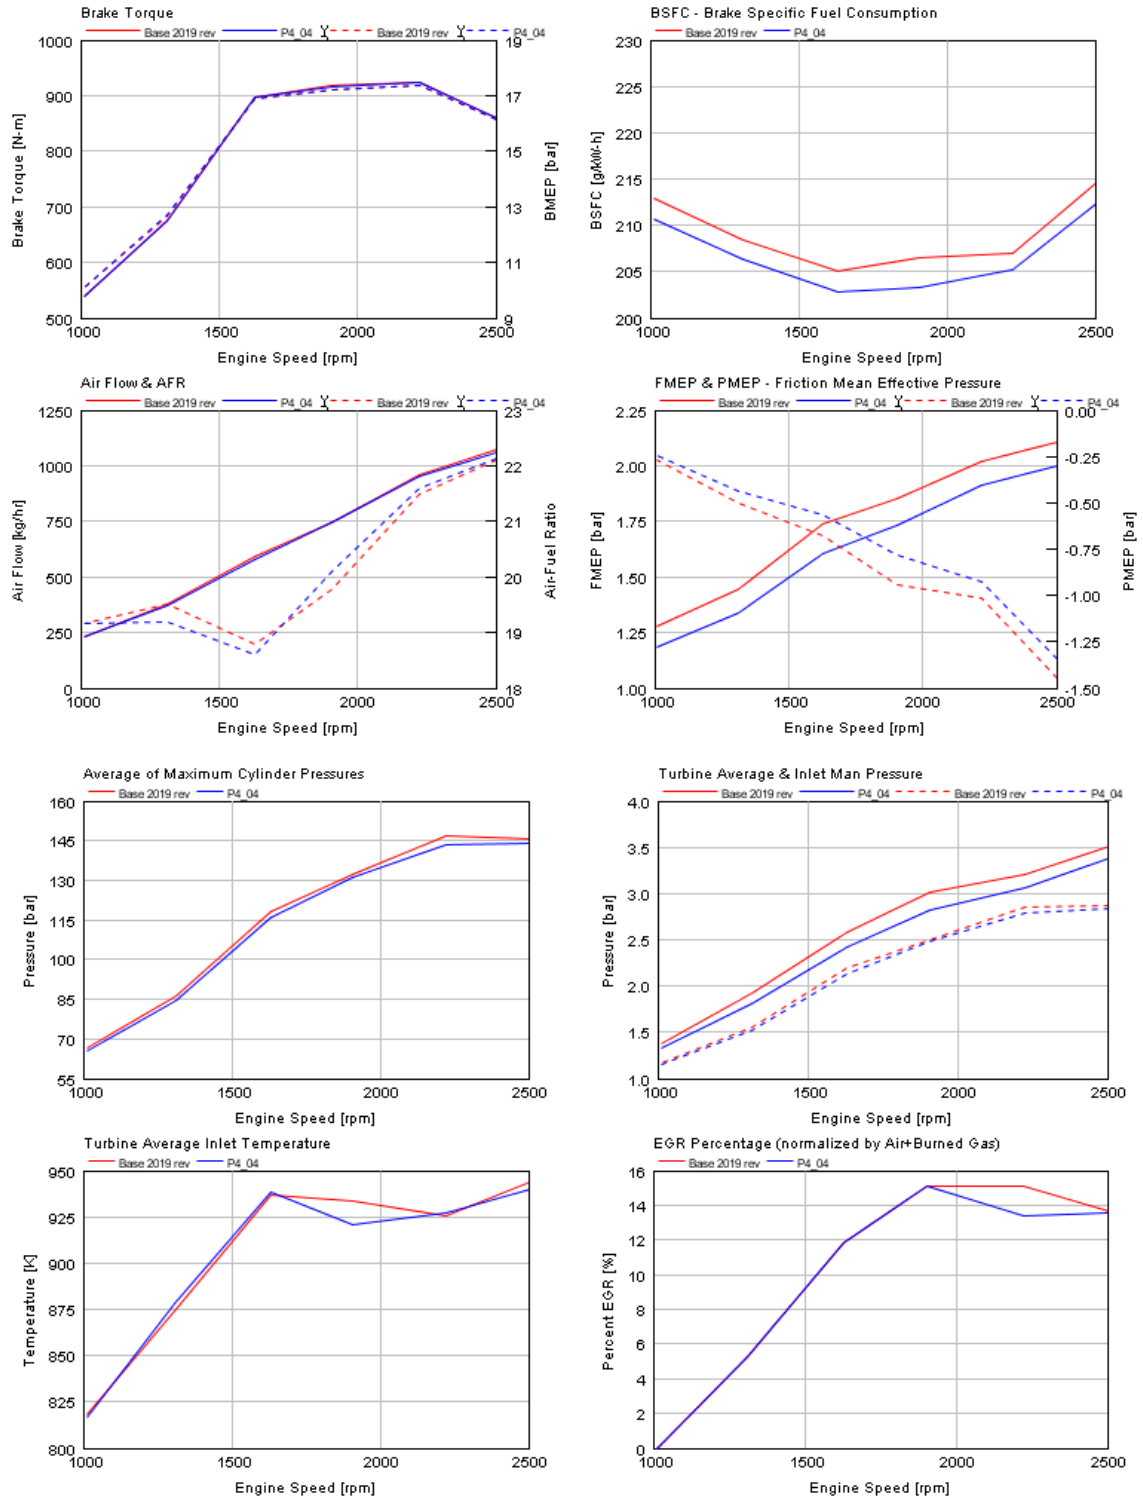 Brake Torque
Base 2019 rev P4_04 Y Base 2019 rev Y P4_04
1000
900
800
700
600
500
19
17
15
13
11
9
1000 1500 2000 2500
Brake Torque [N-m]
BMEP [bar]
Engine Speed [rpm]
BSFC - Brake Specific Fuel Consumption
Base 2019 rev P4_04
230
225
220
215
210
205
200
1000 1500 2000 2500
BSFC [g/kW-h]
Engine Speed [rpm]
Air Flow & AFR
Base 2019 rev P4_04 Y Base 2019 rev Y P4_04
1250
1000
750
500
250
0
23
22
21
20
19
18
1000 1500 2000 2500
Air Flow [kg/hr]
Air-Fuel Ratio
Engine Speed [rpm]
FMEP & PMEP - Friction Mean Effective Pressure
Base 2019 rev P4_04 Y Base 2019 rev Y P4_04
2.25
2.00
1.75
1.50
1.25
1.00
0.00
-0.25
-0.50
-0.75
-1.00
-1.25
-1.50
1000 1500 2000 2500
FMEP [bar]
PMEP [bar]
Engine Speed [rpm]
Average of Maximum Cylinder Pressures
Base 2019 rev P4_04
160
145
130
115
100
85
70
55
1000 1500 2000 2500
Pressure [bar]
Engine Speed [rpm]
Turbine Average & Inlet Man Pressure
Base 2019 rev P4_04 Base 2019 rev P4_04
4.0
3.5
3.0
2.5
2.0
1.5
1.0
1000 1500 2000 2500
Pressure [bar]
Engine Speed [rpm]
Turbine Average Inlet Temperature
Base 2019 rev P4_04
950
925
900
875
850
825
800
1000 1500 2000 2500
Temperature [K]
Engine Speed [rpm]
EGR Percentage (normalized by Air+Burned Gas)
Base 2019 rev P4_04
16
14
12
10
8
6
4
2
0
1000 1500 2000 2500
Percent EGR [%]
Engine Speed [rpm]